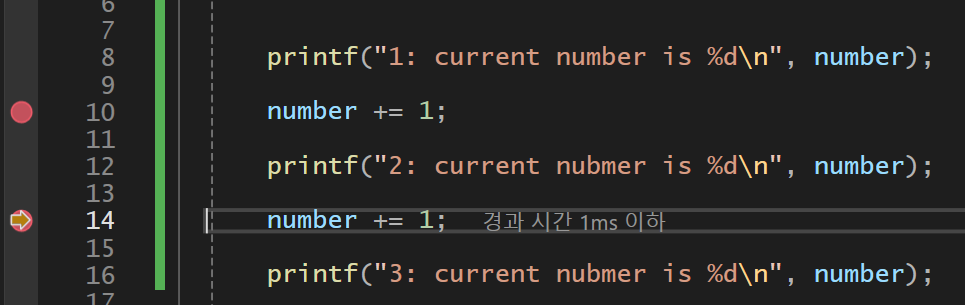 6
7
8 printf("1: current number is %d\n", number);
9
10 number += 1;
11
12 printf("2: current nubmer is %d\n", number);
13
14 number += 1; 경과 시간 1ms 이하
15
16 printf("3: current nubmer is %d\n", number);
17